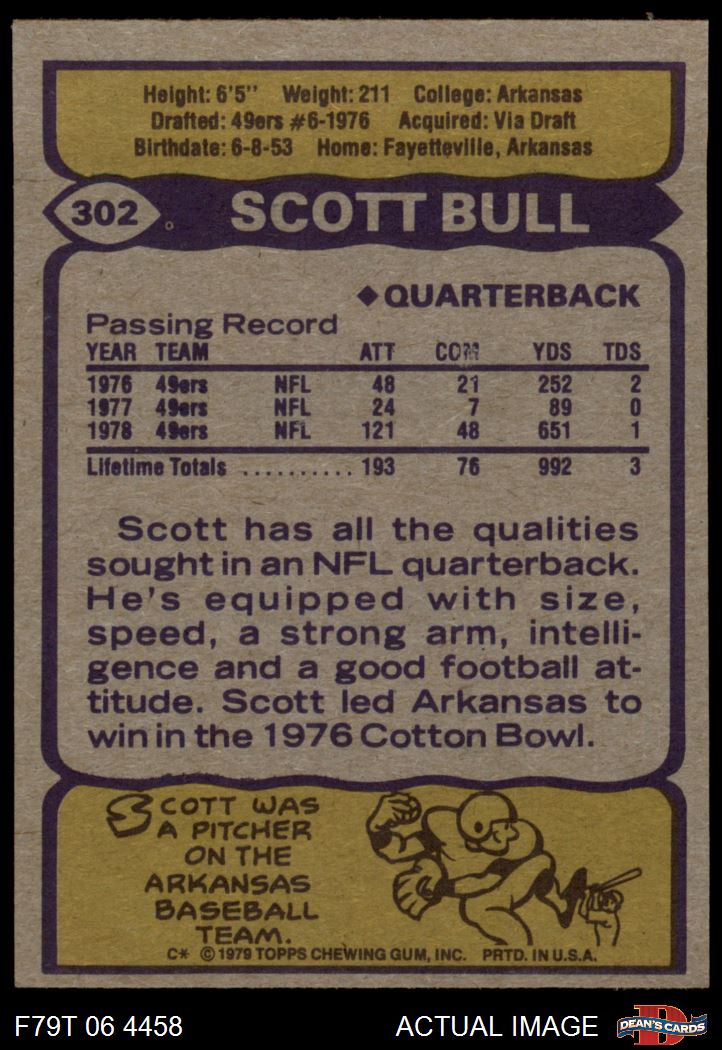 Height: 6'5" Weight: 211 College: Arkansas
Drafted: 49ers #6-1976 Acquired: Via Draft
Birthdate: 6-8-53 Home: Fayetteville, Arkansas
302 SCOTT BULL
◆QUARTERBACK
Passing Record
YEAR TEAM ATT COM YDS TDS
1976 49ers NFL 48 21 252 2
1977 49ers NFL 24 7 89 0
1978 49ers NFL 121 48 651 1
Lifetime Totals .......... 193 76 992 3
Scott has all the qualities
sought in an NFL quarterback.
He's equipped with size,
speed, a strong arm, intelli-
gence and a good football at-
titude. Scott led Arkansas to
win in the 1976 Cotton Bowl.
SCOTT WAS
A PITCHER
ON THE
ARKANSAS
BASEBALL
TEAM.
C* © 1979 TOPPS CHEWING GUM, INC. PRTD. IN U.S.A.
F79T 06 4458 ACTUAL IMAGE D DEAN'S CARDS